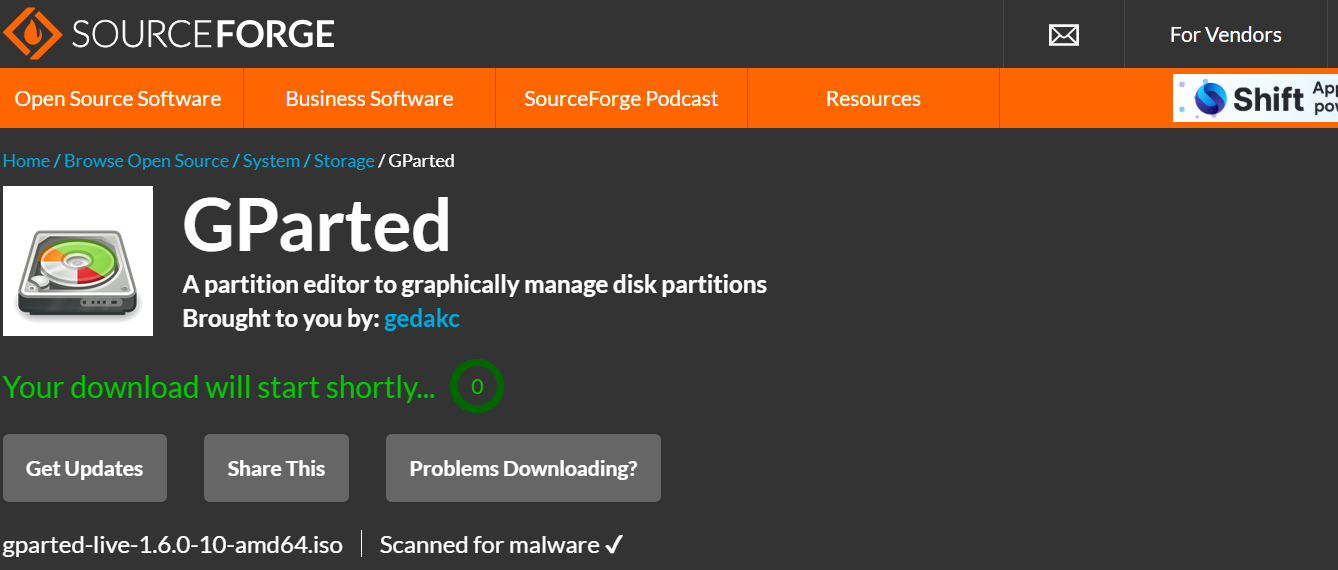 SOURCEFORGE
For Vendors
Open Source Software
Business Software
SourceForge Podcast
Resources
Shift
Home / Browse Open Source / System / Storage / GParted
GParted
A partition editor to graphically manage disk partitions
Brought to you by: gedakc
Your download will start shortly... 0
Get Updates
Share This
Problems Downloading?
gparted-live-1.6.0-10-amd64.iso
Scanned for malware ✓